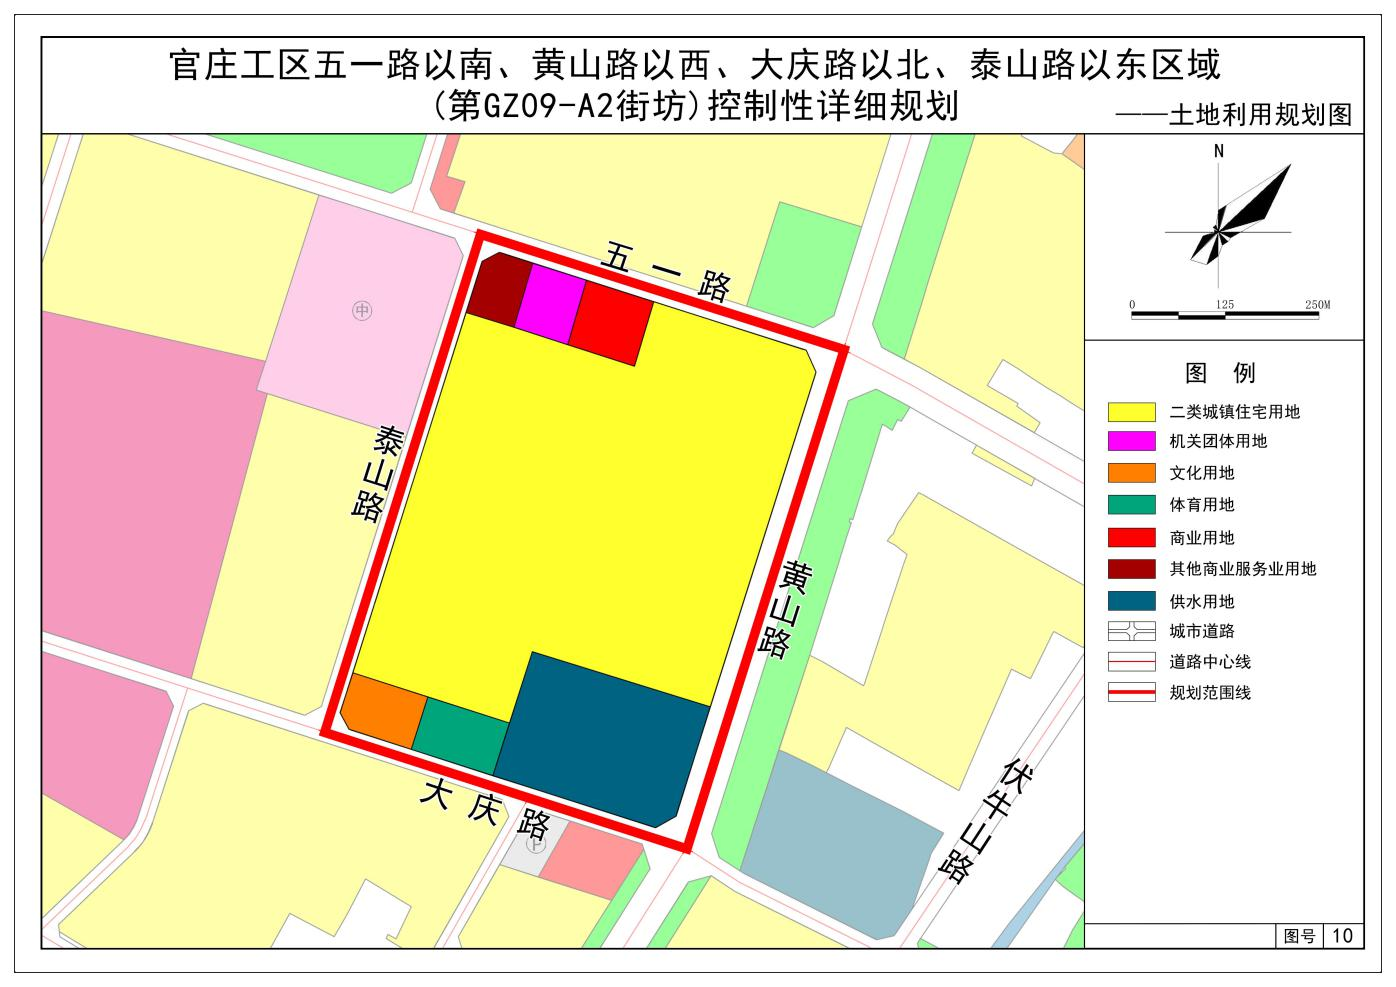 官庄工区五一路以南、黄山路以西、大庆路以北、泰山路以东区域
(第GZ09-A2街坊)控制性详细规划
——土地利用规划图
N
0 125 250M
五一路
中
泰山路
黄山路
大庆路
伏牛山路
图 例
二类城镇住宅用地
机关团体用地
文化用地
体育用地
商业用地
其他商业服务业用地
供水用地
城市道路
道路中心线
规划范围线
图号 10